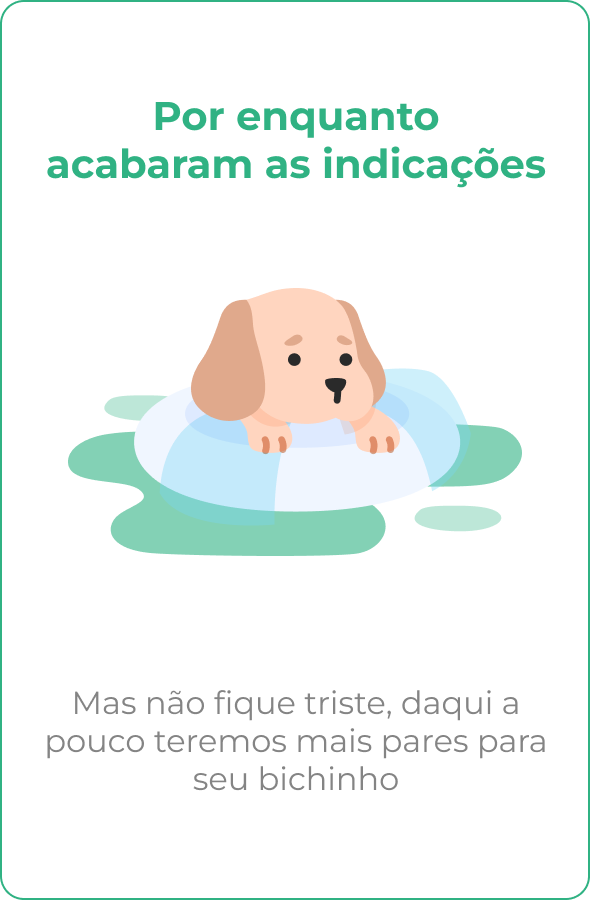 Por enquanto
acabaram as indicações
Mas não fique triste, daqui a
pouco teremos mais pares para
seu bichinho